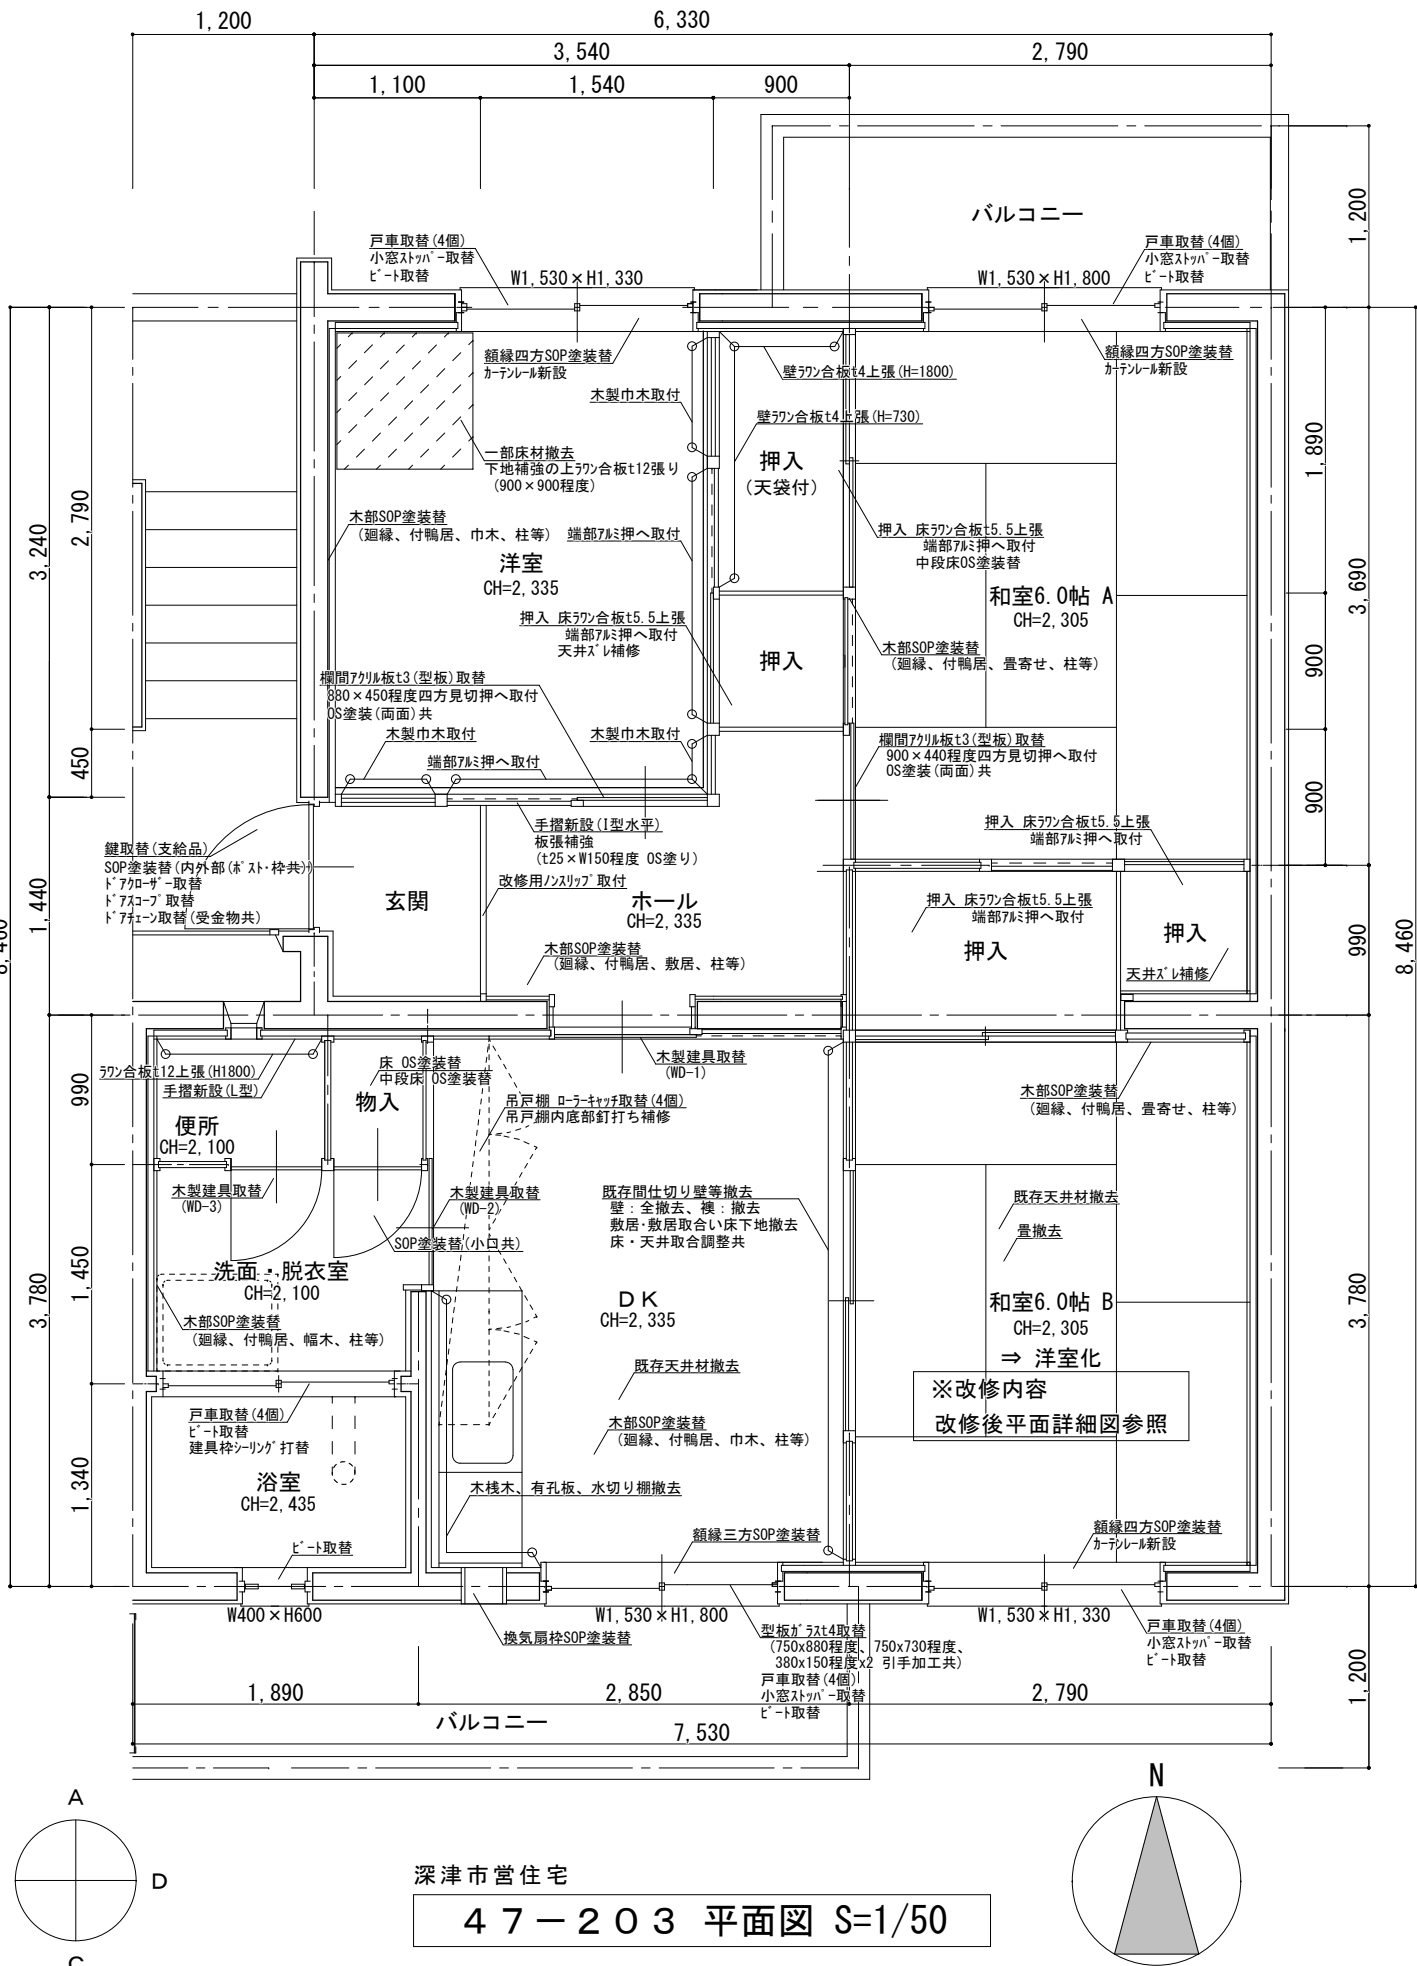 1,200
6,330
3,540
2,790
1,100
1,540
900
バルコニー
1,200
戸車取替(4個)
小窓ストッパー取替
ビート取替
W1,530×H1,330
W1,530×H1,800
戸車取替(4個)
小窓ストッパー取替
ビート取替
額縁四方SOP塗装替
カーテンレール新設
壁ラワン合板t4上張(H=1800)
額縁四方SOP塗装替
カーテンレール新設
木製巾木取付
壁ラワン合板t4上張(H=730)
一部床材撤去
下地補強の上ラワン合板t12張り
(900×900程度)
押入
(天袋付)
1,890
3,240
2,790
木部SOP塗装替
(廻縁、付鴨居、巾木、柱等)
端部アルミ押へ取付
押入 床ラワン合板t5.5上張
端部アルミ押へ取付
中段床OS塗装替
洋室
CH=2,335
和室6.0帖 A
CH=2,305
3,690
押入 床ラワン合板t5.5上張
端部アルミ押へ取付
天井ズレ補修
押入
木部SOP塗装替
(廻縁、付鴨居、畳寄せ、柱等)
900
欄間アクリル板t3(型板)取替
880×450程度四方見切押へ取付
OS塗装(両面)共
木製巾木取付
木製巾木取付
端部アルミ押へ取付
欄間アクリル板t3(型板)取替
900×440程度四方見切押へ取付
OS塗装(両面)共
450
900
手摺新設(I型水平)
板張補強
(t25×W150程度 OS塗り)
押入 床ラワン合板t5.5上張
端部アルミ押へ取付
鍵取替(支給品)
SOP塗装替(内外部(ポスト・枠共))
ドアクローザー取替
ドアスコープ取替
ドアチェーン取替(受金物共)
改修用ノンスリップ取付
玄関
ホール
CH=2,335
押入 床ラワン合板t5.5上張
端部アルミ押へ取付
押入
押入
1,440
990
8,460
木部SOP塗装替
(廻縁、付鴨居、敷居、柱等)
天井ズレ補修
ラワン合板t12上張(H1800)
手摺新設(L型)
床 OS塗装替
中段床 OS塗装替
木製建具取替
(WD-1)
990
便所
CH=2,100
物入
吊戸棚 ローラーキャッチ取替(4個)
吊戸棚内底部釘打ち補修
木部SOP塗装替
(廻縁、付鴨居、畳寄せ、柱等)
木製建具取替
(WD-3)
木製建具取替
(WD-2)
既存間仕切り壁等撤去
壁:全撤去、襖:撤去
敷居・敷居取合い床下地撤去
床・天井取合調整共
既存天井材撤去
畳撤去
SOP塗装替(小口共)
1,450
3,780
洗面・脱衣室
CH=2,100
DK
CH=2,335
和室6.0帖 B
CH=2,305
⇒ 洋室化
3,780
木部SOP塗装替
(廻縁、付鴨居、幅木、柱等)
既存天井材撤去
※改修内容
改修後平面詳細図参照
戸車取替(4個)
ビート取替
建具枠シーリング打替
木部SOP塗装替
(廻縁、付鴨居、巾木、柱等)
1,340
浴室
CH=2,435
木桟木、有孔板、水切り棚撤去
ビート取替
額縁三方SOP塗装替
額縁四方SOP塗装替
カーテンレール新設
W400×H600
W1,530×H1,800
W1,530×H1,330
換気扇枠SOP塗装替
型板ガラスt4取替
(750x880程度、750x730程度、
380x150程度x2 引手加工共)
戸車取替(4個)
小窓ストッパー取替
ビート取替
戸車取替(4個)
小窓ストッパー取替
ビート取替
1,200
1,890
2,850
2,790
バルコニー
7,530
A
D
N
深津市営住宅
47-203 平面図 S=1/50